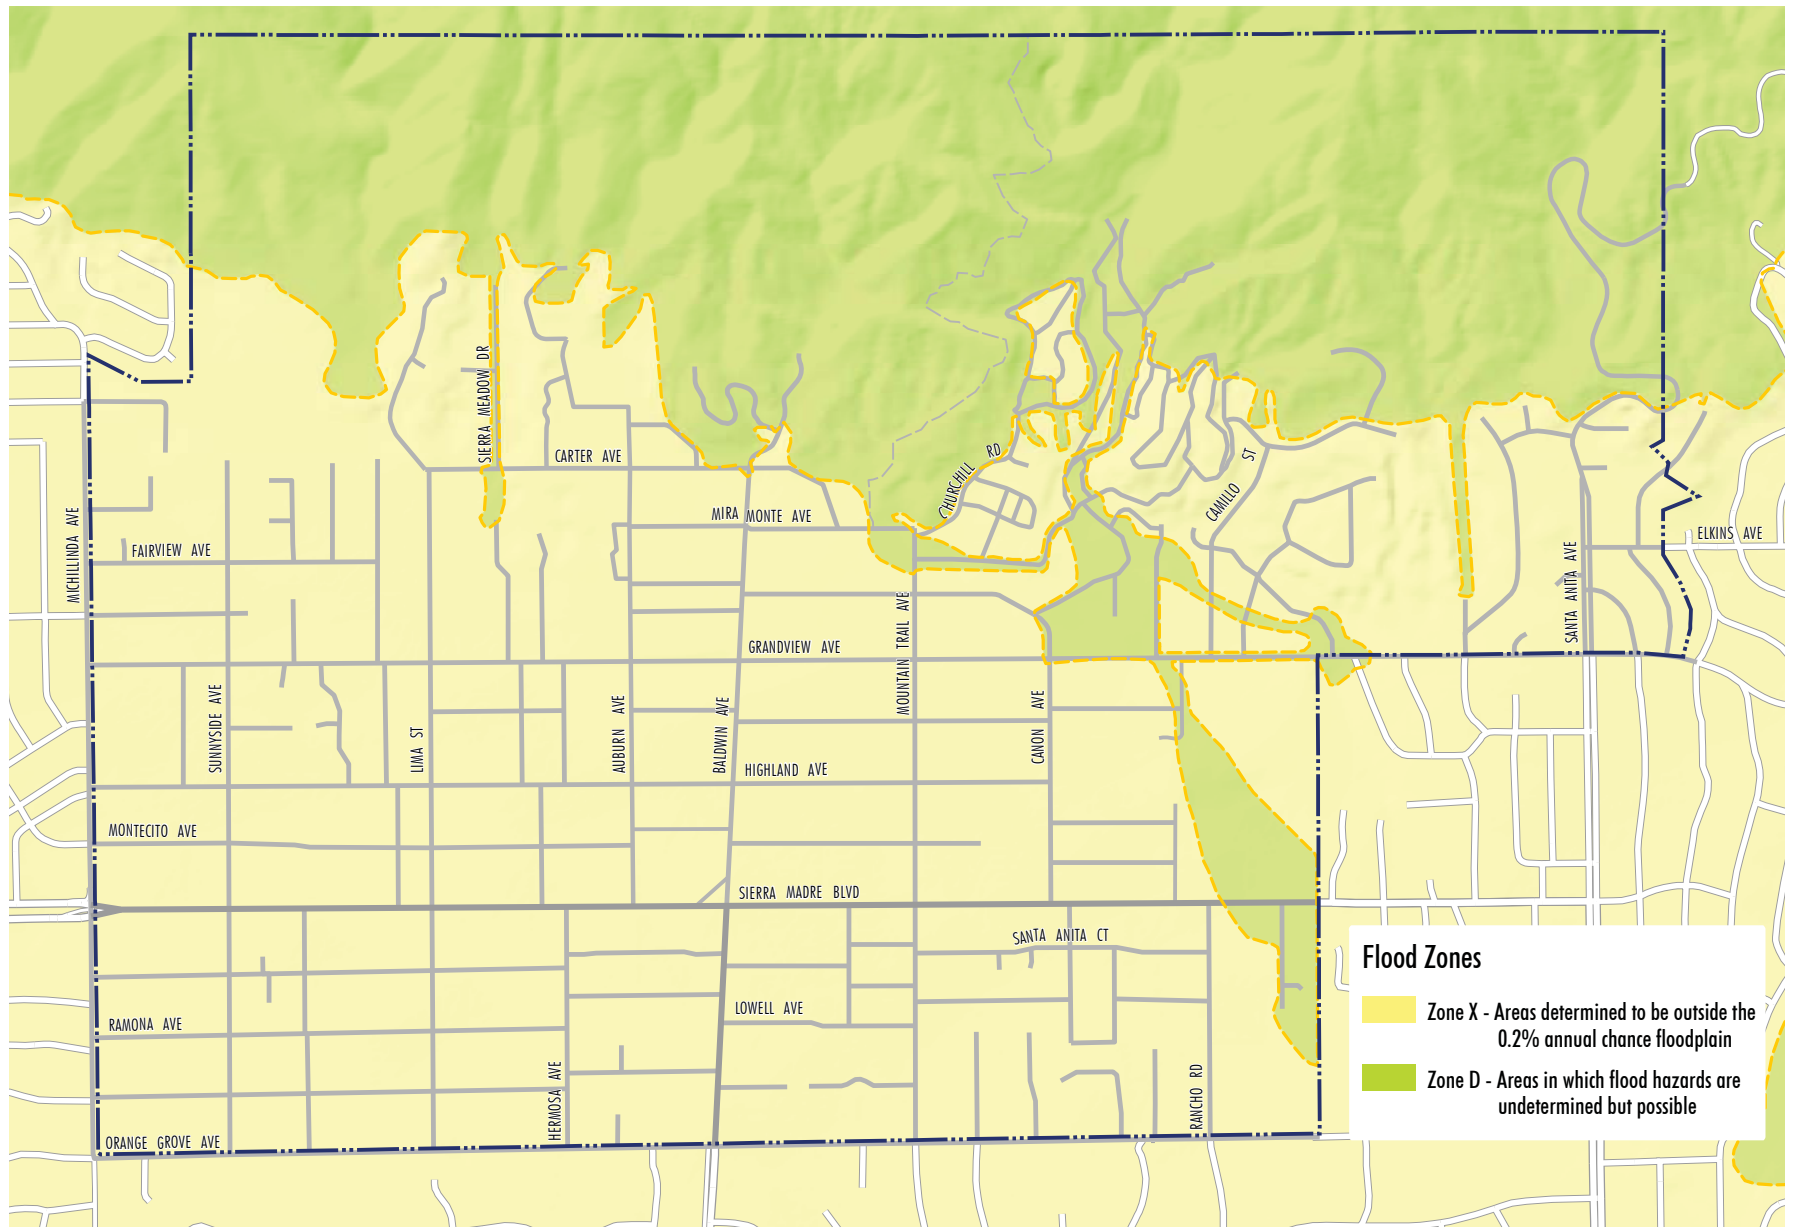 SIERRA MEADOW DR
CARTER AVE
CHURCHILL RD
CAMILLO ST
MIRA MONTE AVE
MICHILLINDA AVE
FAIRVIEW AVE
ELKINS AVE
SANTA ANITA AVE
MOUNTAIN TRAIL AVE
GRANDVIEW AVE
SUNNYSIDE AVE
LIMA ST
AUBURN AVE
BALDWIN AVE
CANON AVE
HIGHLAND AVE
MONTECITO AVE
SIERRA MADRE BLVD
SANTA ANITA CT
LOWELL AVE
RAMONA AVE
HERMOSA AVE
RANCHO RD
ORANGE GROVE AVE
Flood Zones
Zone X - Areas determined to be outside the
0.2% annual chance floodplain
Zone D - Areas in which flood hazards are
undetermined but possible